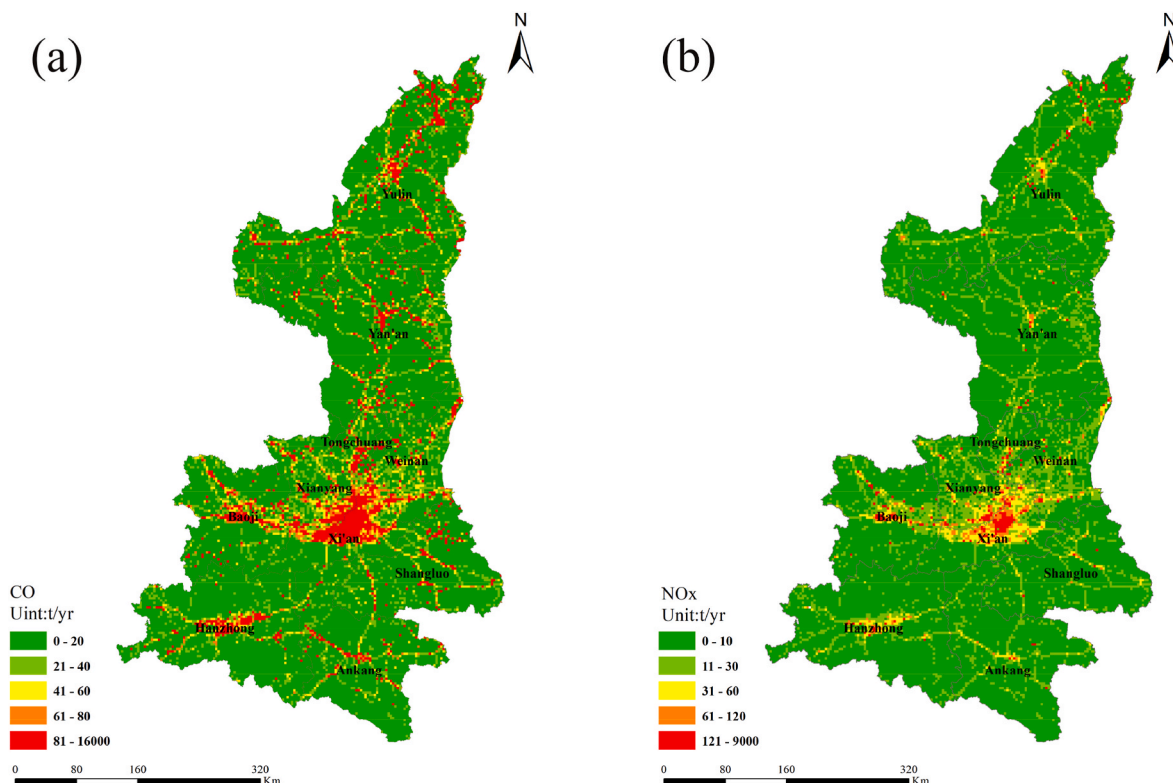 (a)
N
Yulin
Yan'an
Tongchuang
Weinan
Xianyang
Baoji
Xi'an
Shangluo
Hanzhong
Ankang
CO
Uint:t/yr
0 - 20
21 - 40
41 - 60
61 - 80
81 - 16000
0 80 160 320
Km
(b)
N
Yulin
Yan'an
Tongchuang
Weinan
Xianyang
Baoji
Xi'an
Shangluo
Hanzhong
Ankang
NOx
Unit:t/yr
0 - 10
11 - 30
31 - 60
61 - 120
121 - 9000
0 80 160 320
Km